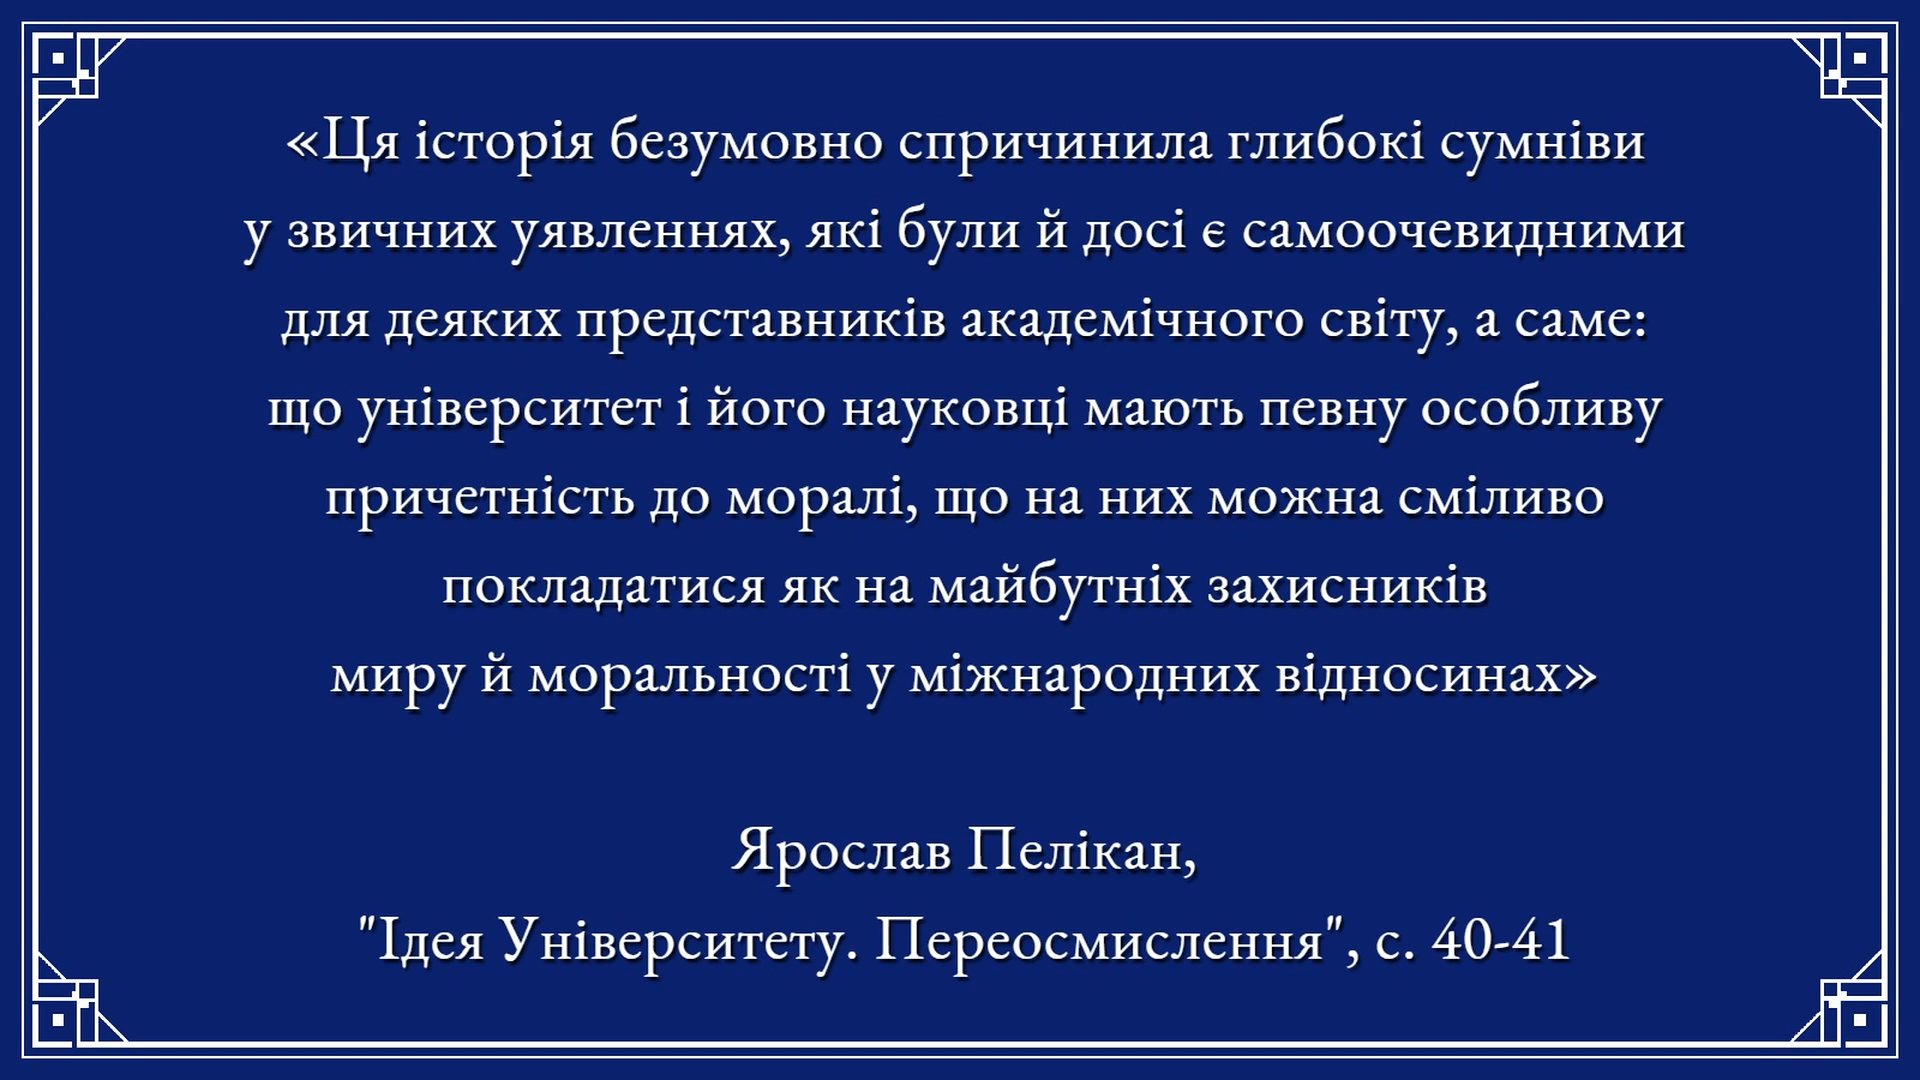 «Ця історія безумовно спричинила глибокі сумніви
у звичних уявленнях, які були й досі є самоочевидними
для деяких представників академічного світу, а саме:
що університет і його науковці мають певну особливу
причетність до моралі, що на них можна сміливо
покладатися як на майбутніх захисників
миру й моральності у міжнародних відносинах»
Ярослав Пелікан,
"Ідея Університету. Переосмислення", с. 40-41